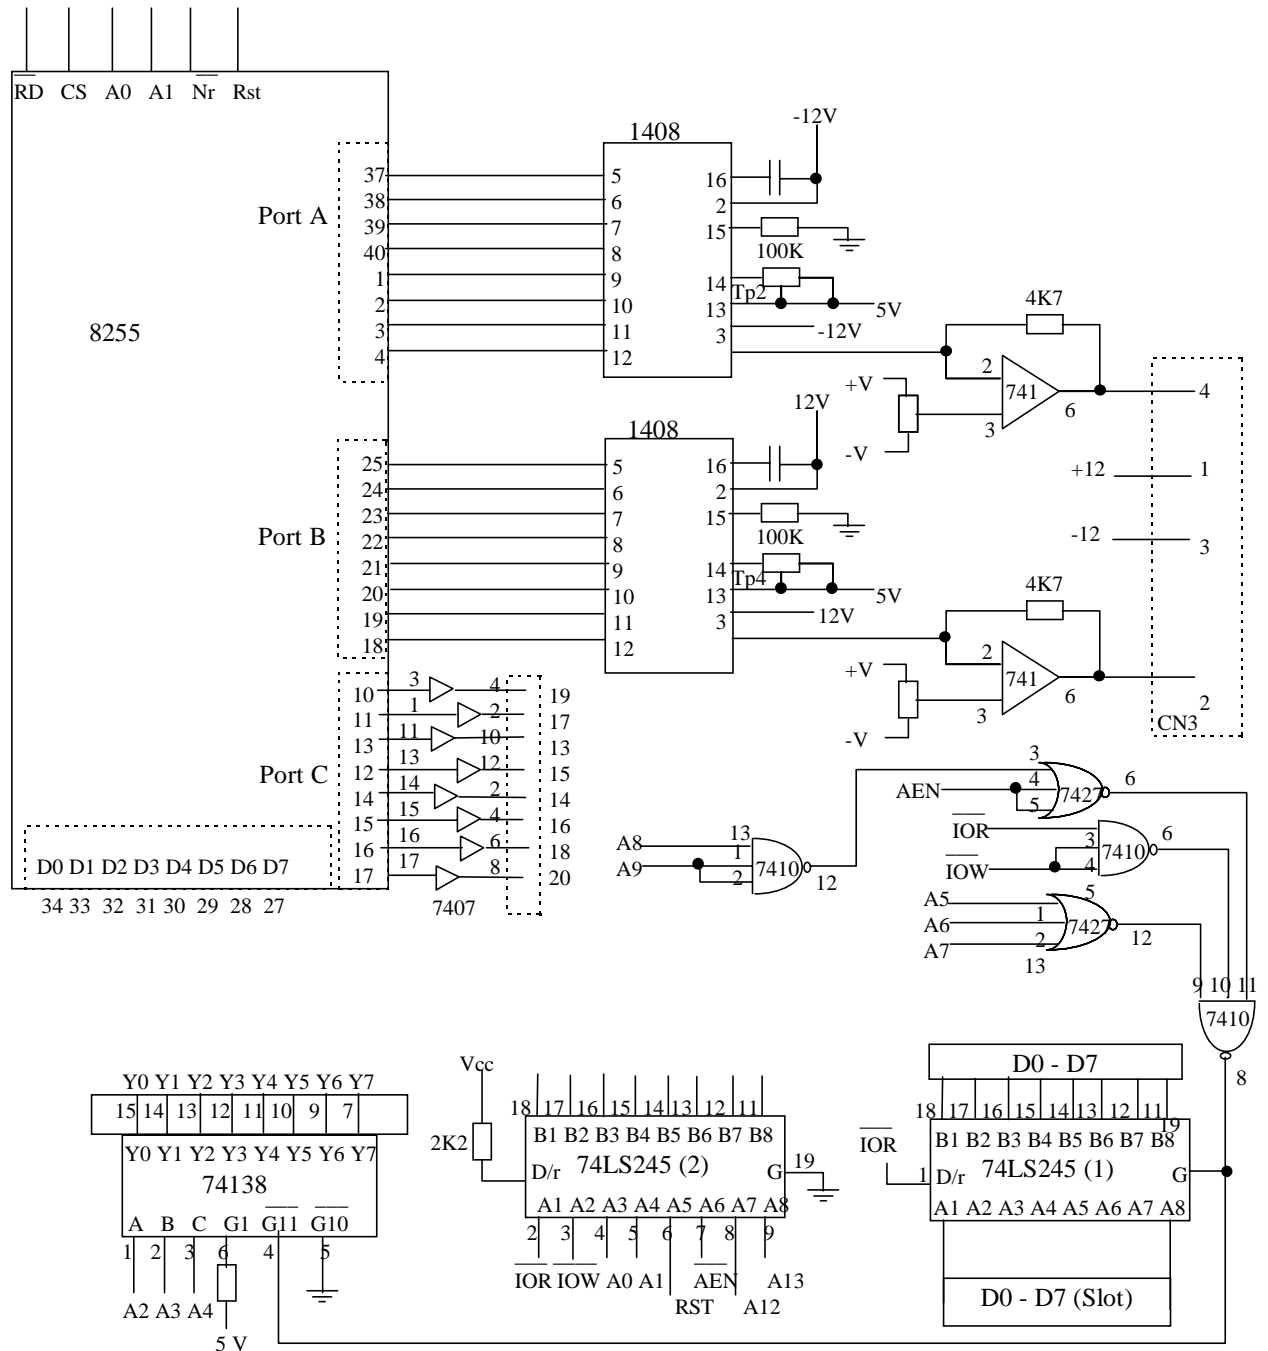 RD CS A0 A1 Nr Rst
8255
Port A
37
38
39
40
1
2
3
4
1408
5
6
7
8
9
10
11
12
16
2
15
14
13
3
-12V
100K
Tp2
5V
-12V
4K7
2
741
3
6
+V
-V
4
+12
1
-12
3
2
CN3
Port B
25
24
23
22
21
20
19
18
1408
5
6
7
8
9
10
11
12
16
2
15
14
13
3
12V
100K
Tp4
5V
12V
4K7
2
741
3
6
+V
-V
Port C
10 3 4 19
11 1 2 17
13 11 10 13
12 13 12 15
14 14 2 14
15 15 4 16
16 16 6 18
17 17 8 20
7407
D0 D1 D2 D3 D4 D5 D6 D7
34 33 32 31 30 29 28 27
A8
A9
13
1
2
7410
12
AEN
3
4
5
7427
6
IOR
IOW
3
4
5
7410
6
A5
A6
A7
1
2
13
7427
12
9 10 11
7410
8
Y0 Y1 Y2 Y3 Y4 Y5 Y6 Y7
15 14 13 12 11 10 9 7
Y0 Y1 Y2 Y3 Y4 Y5 Y6 Y7
74138
A B C G1 G11 G10
1 2 3 6 4 5
A2 A3 A4
5 V
Vcc
2K2
18 17 16 15 14 13 12 11
B1 B2 B3 B4 B5 B6 B7 B8
D/r 74LS245 (2) G 19
A1 A2 A3 A4 A5 A6 A7 A8
2 3 4 5 6 7 8 9
IOR IOW A0 A1 AEN A13
RST A12
D0 - D7
18 17 16 15 14 13 12 11
19
B1 B2 B3 B4 B5 B6 B7 B8
IOR
1 D/r 74LS245 (1) G
A1 A2 A3 A4 A5 A6 A7 A8
D0 - D7 (Slot)